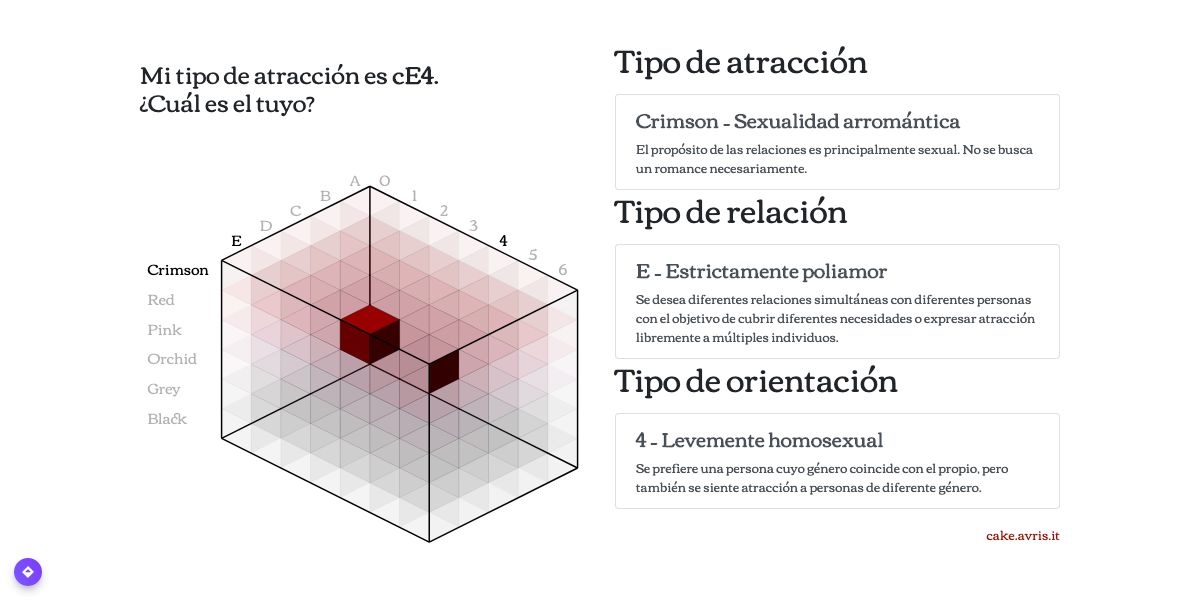 Mi tipo de atracción es cE4.
¿Cuál es el tuyo?
A
0
B
1
C
2
D
3
E
4
5
6
Crimson
Red
Pink
Orchid
Grey
Black
Tipo de atracción
Crimson - Sexualidad arromántica
El propósito de las relaciones es principalmente sexual. No se busca
un romance necesariamente.
Tipo de relación
E - Estrictamente poliamor
Se desea diferentes relaciones simultáneas con diferentes personas
con el objetivo de cubrir diferentes necesidades o expresar atracción
libremente a múltiples individuos.
Tipo de orientación
4 - Levemente homosexual
Se prefiere una persona cuyo género coincide con el propio, pero
también se siente atracción a personas de diferente género.
cake.avris.it